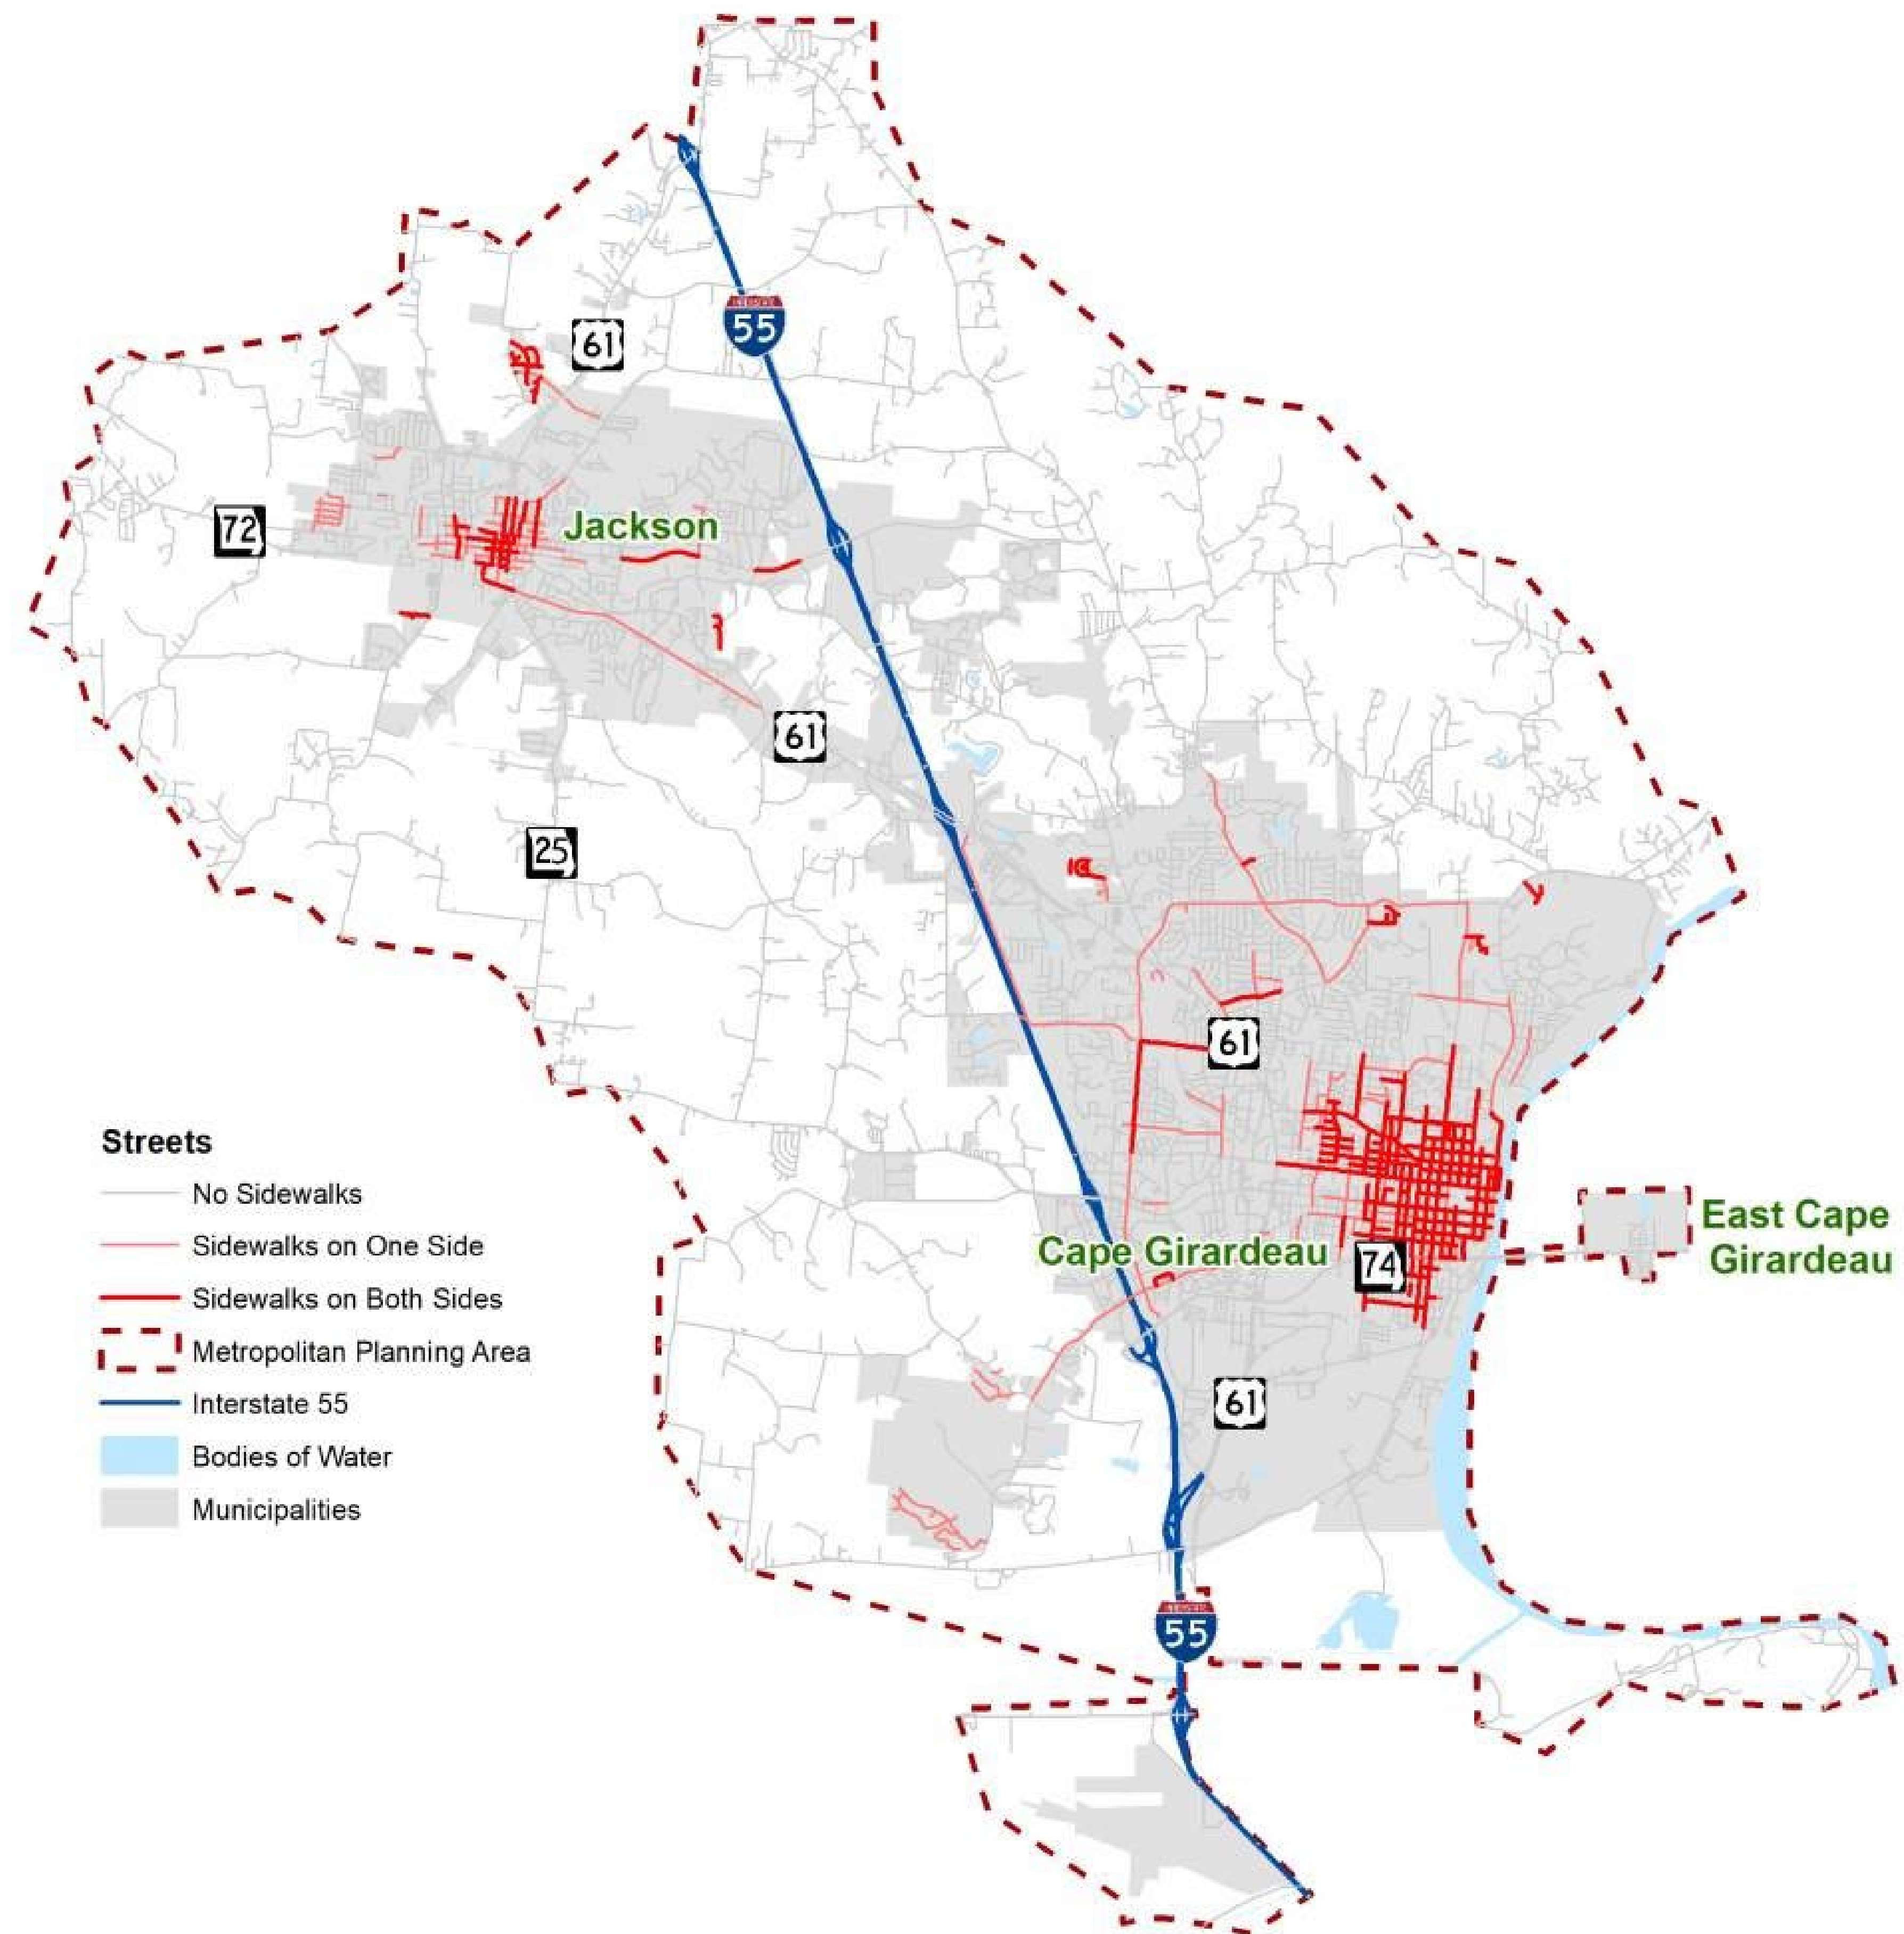 55
61
72
Jackson
61
25
61
Streets
No Sidewalks
Sidewalks on One Side
Sidewalks on Both Sides
Metropolitan Planning Area
Interstate 55
Bodies of Water
Municipalities
East Cape
Girardeau
Cape Girardeau
74
61
55